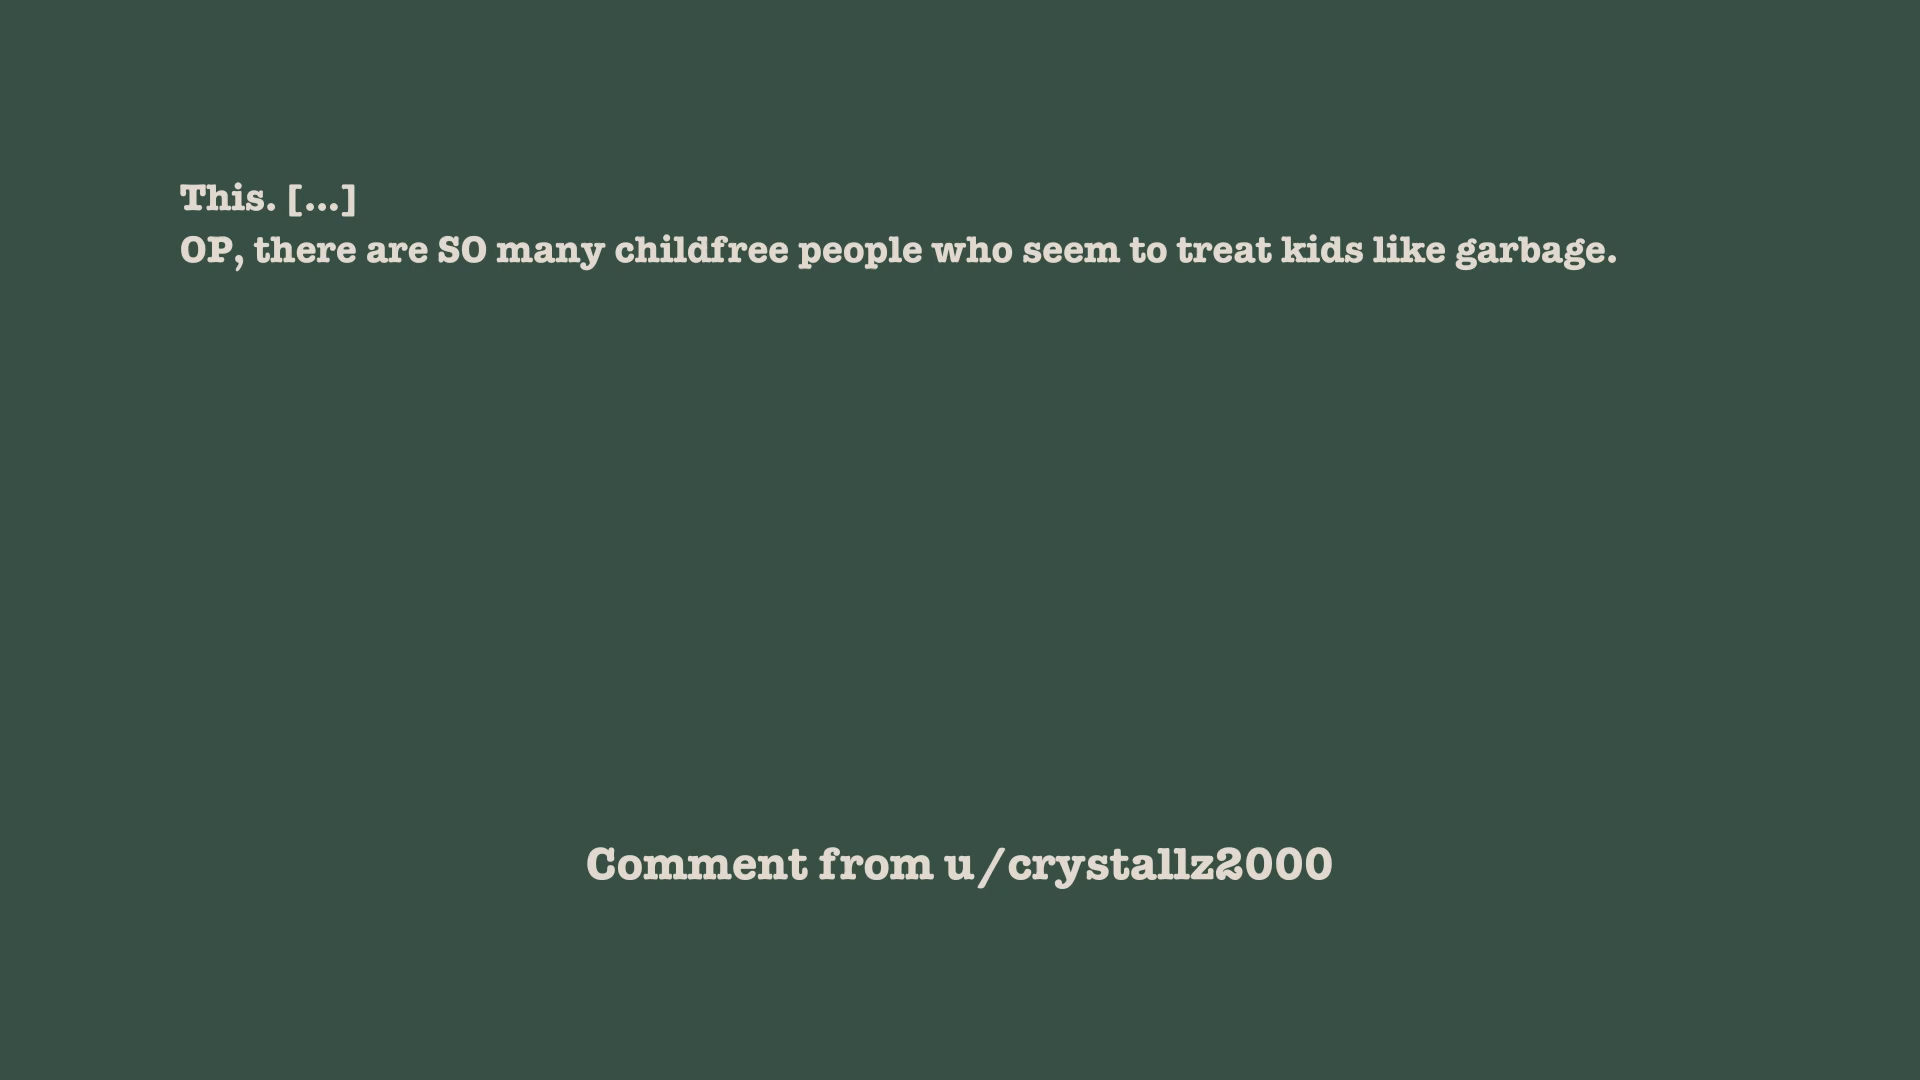 This. [...]
OP, there are SO many childfree people who seem to treat kids like garbage.
Comment from u/crystallz2000